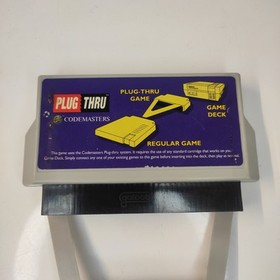 PLUG THRU
CODEMASTERS
PLUG-THRU
GAME
GAME
DECK
REGULAR GAME
This game uses the Codemasters Plug-thru system. It requires the use of any standard cartridge that works on you
Game Deck. Simply connect any one of your existing games to this game before inserting into the deck, then play as normal.